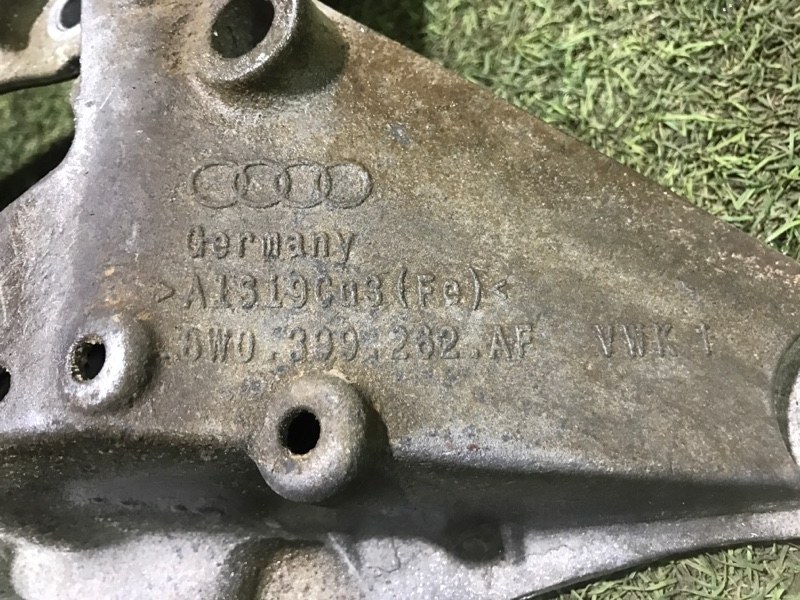 Germany
>AlSi9Cu3(Fe)<
8W0.399.262.AF VWK 1